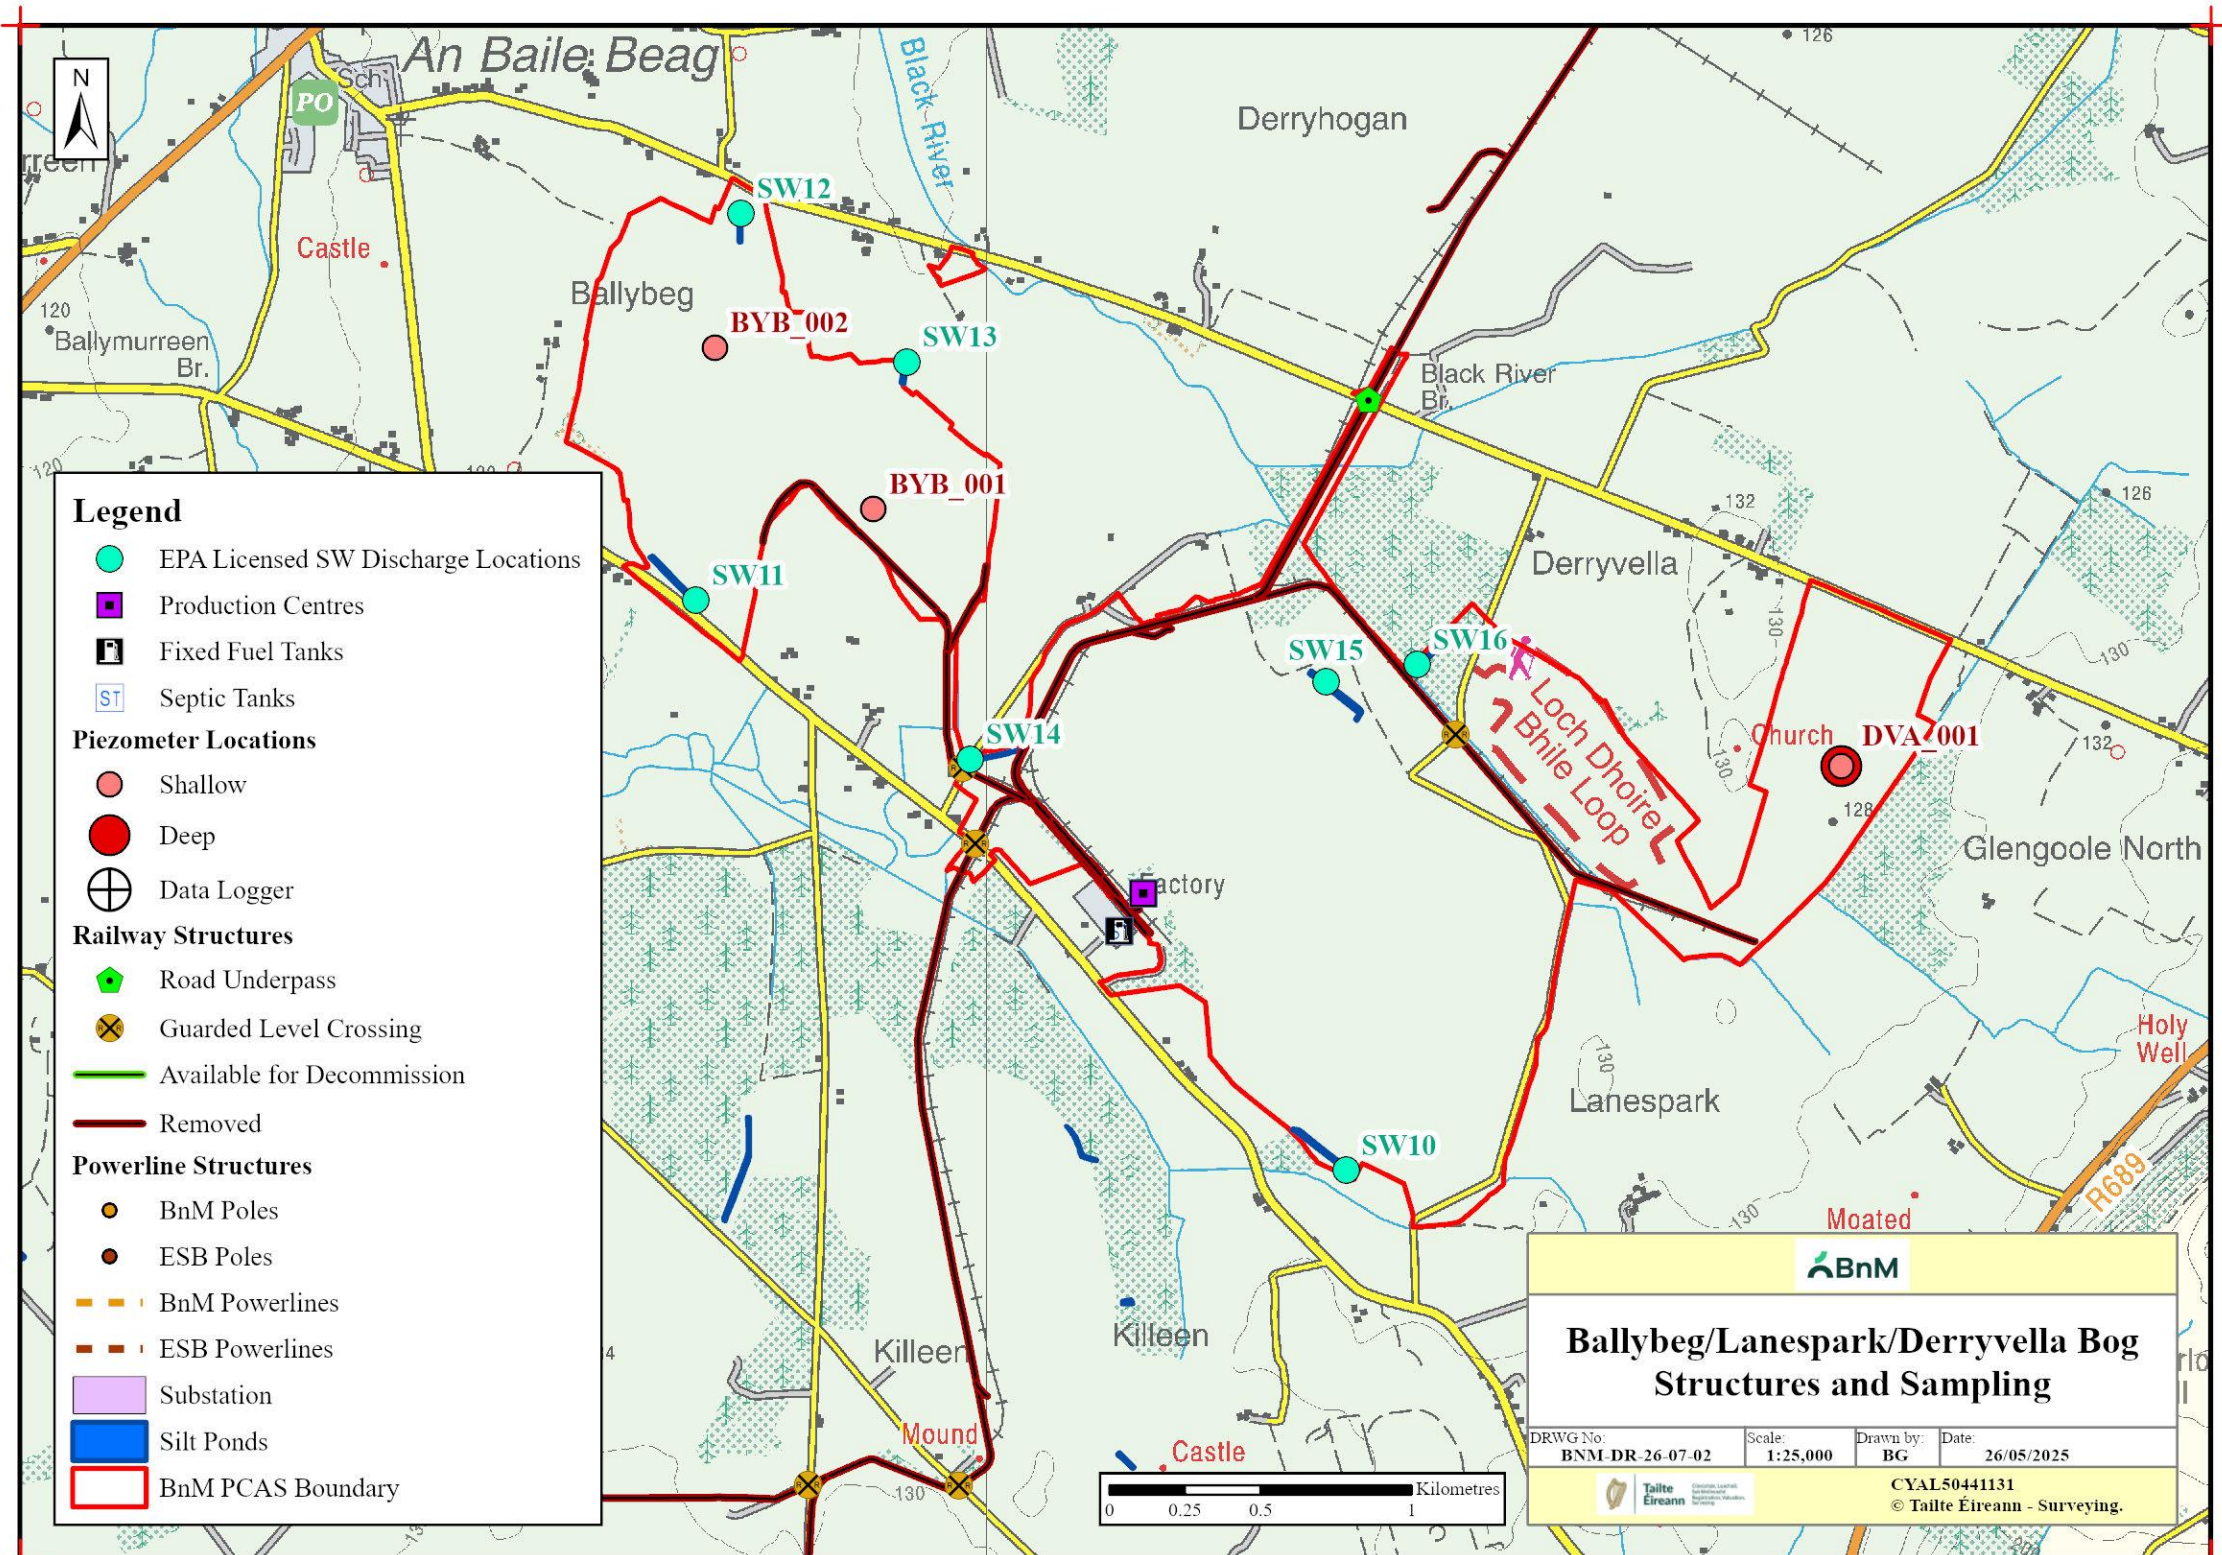 N
An Baile Beag
Sch
PO
Black River
126
Derryhogan
rreen
SW12
Castle
Ballybeg
120
Ballymurreen
Br.
BYB_002
SW13
Black River
Br.
120
BYB_001
132
126
Derryvella
130
130
SW11
SW15
SW16
Loch Dhoire
Bhile Loop
SW14
Church
DVA_001
132
130
128
Glengoole North
Factory
ST
Holy
Well
130
Lanespark
SW10
R689
130
Moated
Killeen
Killeen
Mound
Castle
130
Legend
EPA Licensed SW Discharge Locations
Production Centres
Fixed Fuel Tanks
ST Septic Tanks
Piezometer Locations
Shallow
Deep
Data Logger
Railway Structures
Road Underpass
Guarded Level Crossing
Available for Decommission
Removed
Powerline Structures
BnM Poles
ESB Poles
BnM Powerlines
ESB Powerlines
Substation
Silt Ponds
BnM PCAS Boundary
Kilometres
0 0.25 0.5 1
BnM
Ballybeg/Lanespark/Derryvella Bog
Structures and Sampling
DRWG No: Scale: Drawn by: Date:
BNM-DR-26-07-02 1:25,000 BG 26/05/2025
Tailte
Éireann
CYAL50441131
© Tailte Éireann - Surveying.